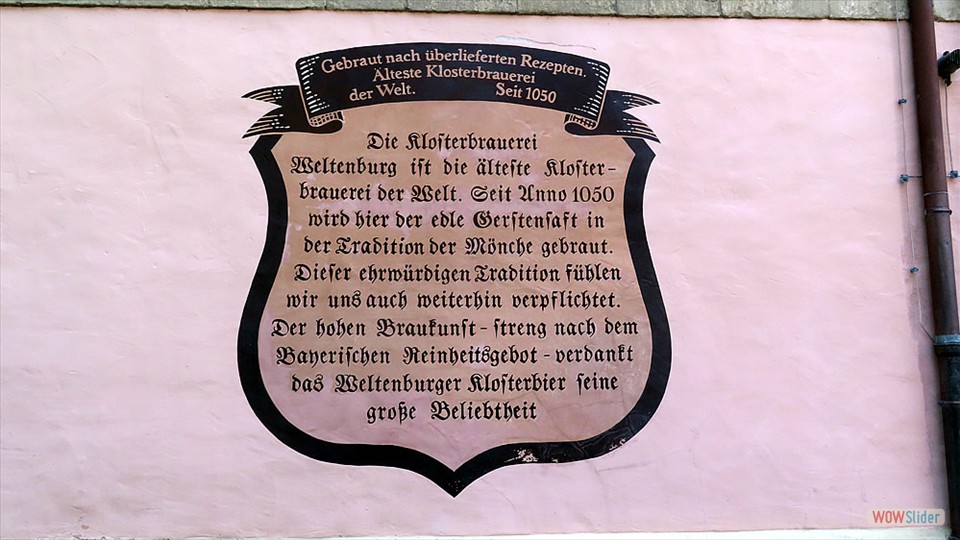 Gebraut nach überlieferten Rezepten.
Älteste Klosterbrauerei
der Welt. Seit 1050
Die Kloſterbrauerei
Weltenburg iſt die älteſte Kloſter-
brauerei der Welt. Seit Anno 1050
wird hier der edle Gerſtenſaft in
der Tradition der Mönche gebraut.
Dieſer ehrwürdigen Tradition fühlen
wir uns auch weiterhin verpflichtet.
Der hohen Braukunſt - ſtreng nach dem
Bayeriſchen Reinheitsgebot - verdankt
das Weltenburger Kloſterbier ſeine
große Beliebtheit
WOWSlider